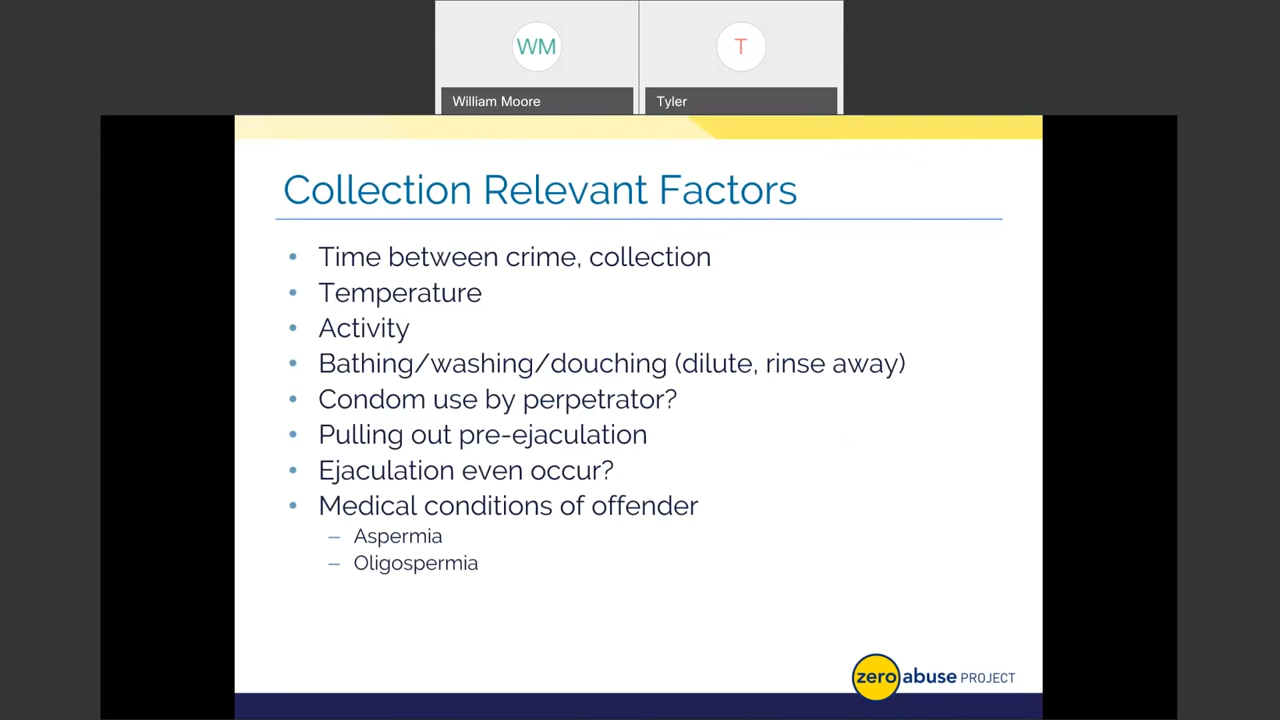 WM
T
William Moore
Tyler
Collection Relevant Factors
• Time between crime, collection
• Temperature
• Activity
• Bathing/washing/douching (dilute, rinse away)
• Condom use by perpetrator?
• Pulling out pre-ejaculation
• Ejaculation even occur?
• Medical conditions of offender
– Aspermia
– Oligospermia
zero abuse PROJECT